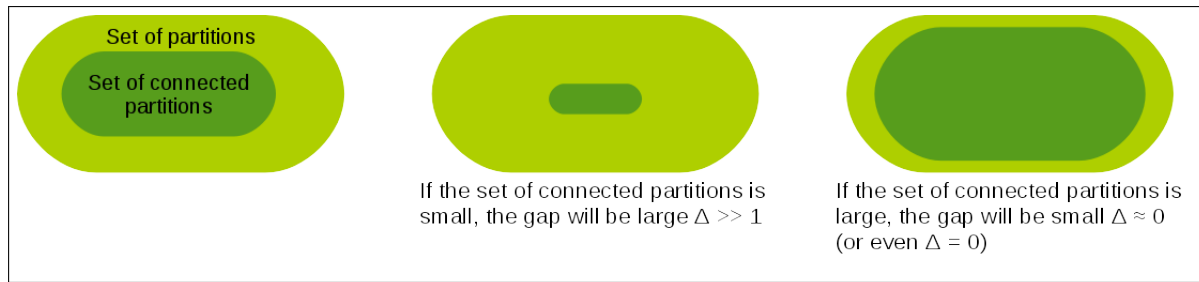 Set of partitions
Set of connected
partitions
If the set of connected partitions is
small, the gap will be large Δ >> 1
If the set of connected partitions is
large, the gap will be small Δ ≈ 0
(or even Δ = 0)